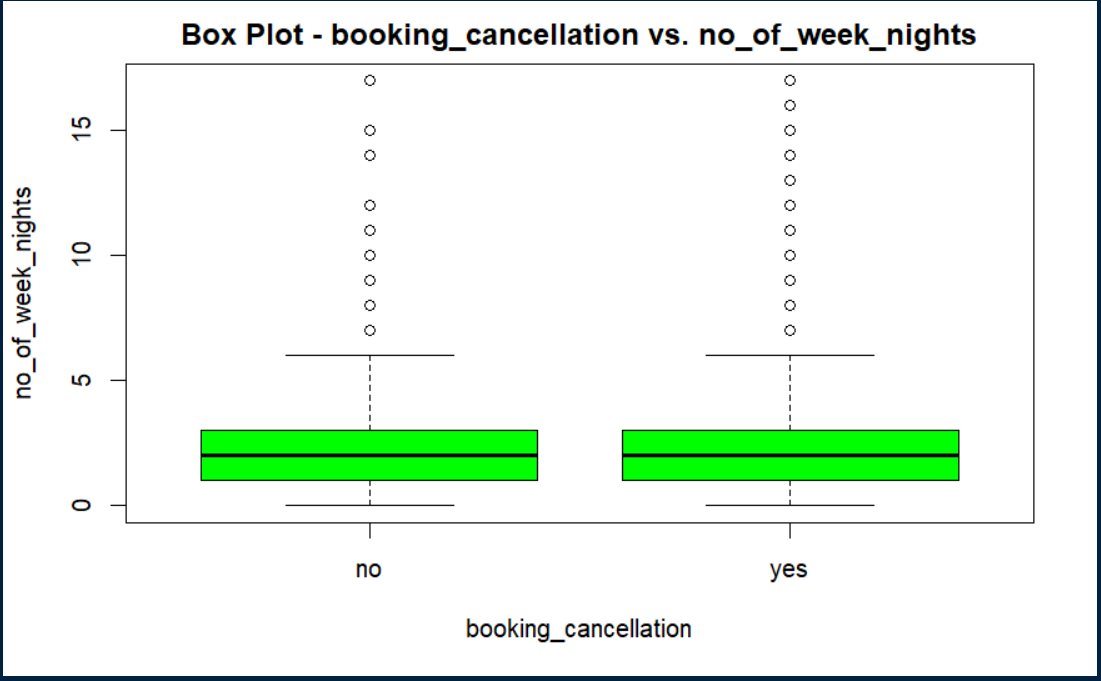 Box Plot - booking_cancellation vs. no_of_week_nights
no_of_week_nights
15
10
5
0
no
yes
booking_cancellation